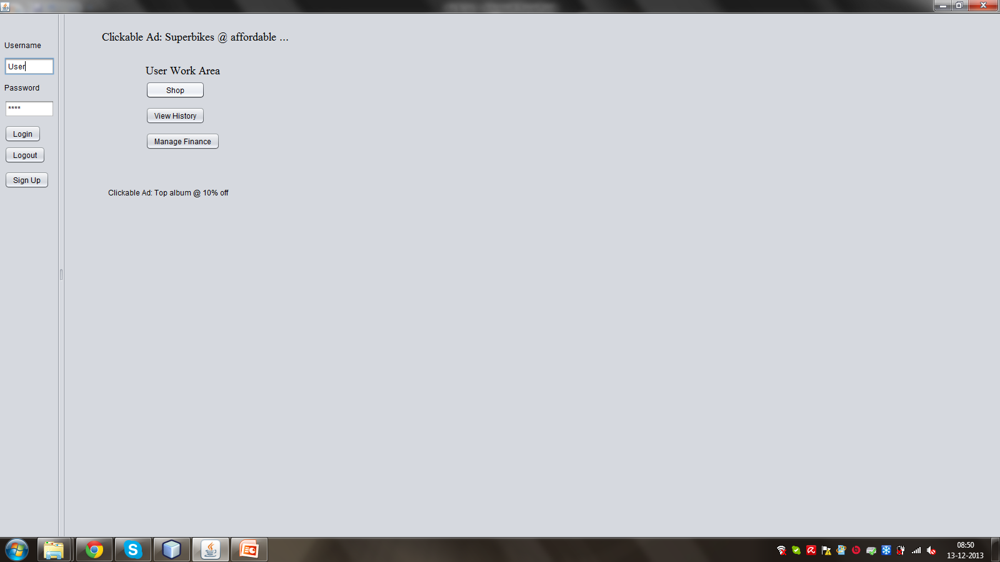 Username
User
Password
****
Login
Logout
Sign Up
Clickable Ad: Superbikes @ affordable ...
User Work Area
Shop
View History
Manage Finance
Clickable Ad: Top album @ 10% off
08:50
13-12-2013